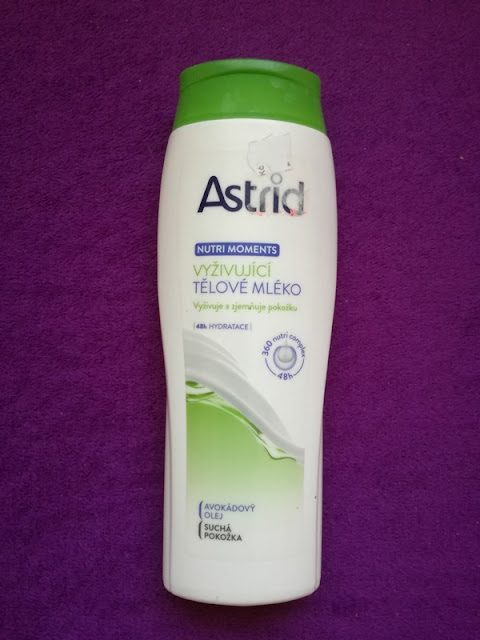 Astrid
NUTRI MOMENTS
VYŽIVUJÍCÍ
TĚLOVÉ MLÉKO
Vyživuje a zjemňuje pokožku
48h HYDRATACE
360 nutri complex
48h
AVOKÁDOVÝ
OLEJ
SUCHÁ
POKOŽKA